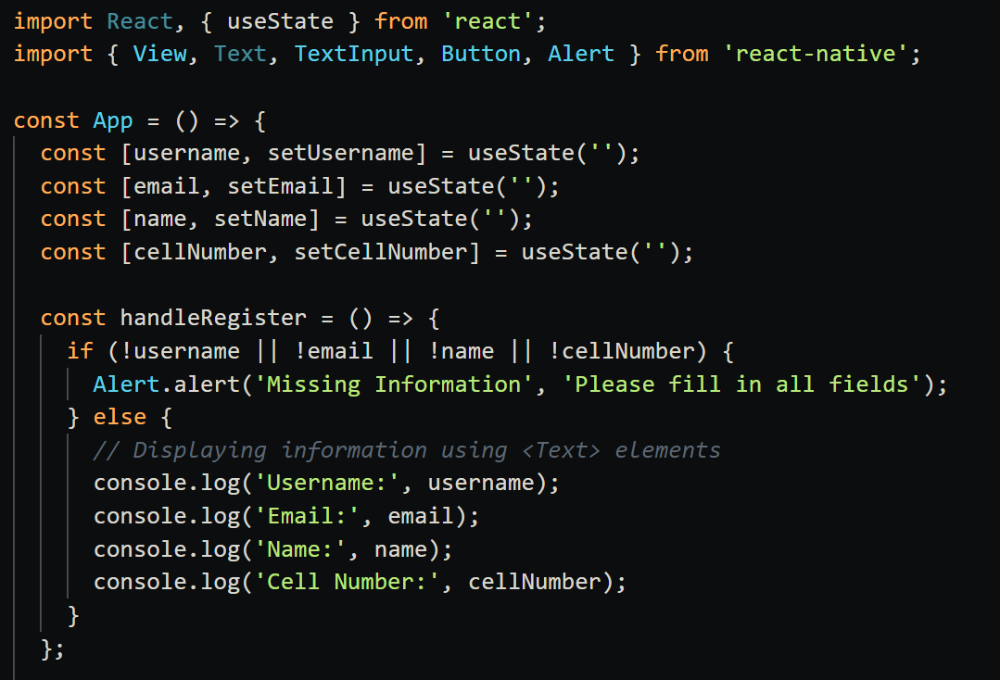 import React, { useState } from 'react';
import { View, Text, TextInput, Button, Alert } from 'react-native';

const App = () => {
  const [username, setUsername] = useState('');
  const [email, setEmail] = useState('');
  const [name, setName] = useState('');
  const [cellNumber, setCellNumber] = useState('');

  const handleRegister = () => {
    if (!username || !email || !name || !cellNumber) {
      Alert.alert('Missing Information', 'Please fill in all fields');
    } else {
      // Displaying information using <Text> elements
      console.log('Username:', username);
      console.log('Email:', email);
      console.log('Name:', name);
      console.log('Cell Number:', cellNumber);
    }
  };